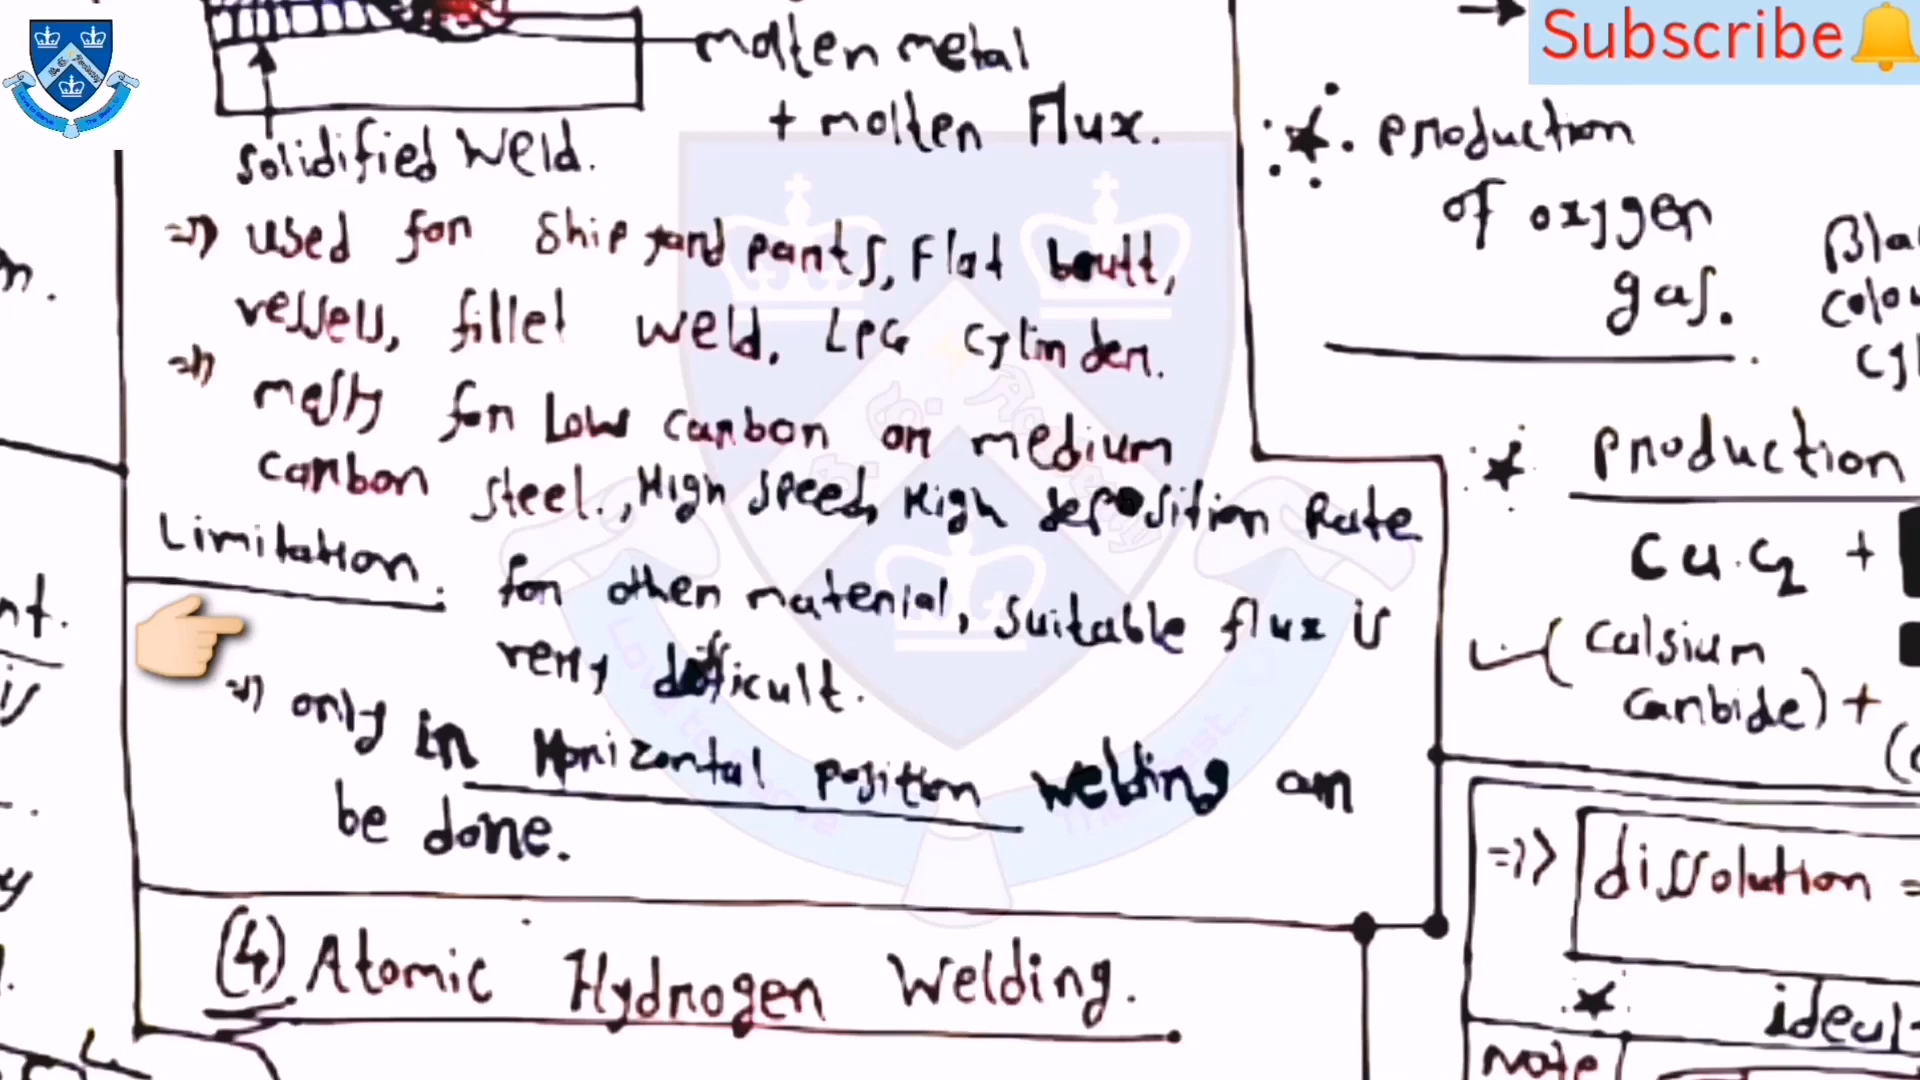 Subscribe
molten metal
+ molten Flux.
solidified weld.
=> used for ship yard parts, Flat butt,
vessels, fillet weld, LPG cylinder.
=> mostly for Low carbon or medium
carbon steel., High speed, High deposition Rate
Limitation.
for other material, suitable flux is
very difficult.
=> only in Horizontal position welding can
be done.
(4) Atomic Hydrogen Welding.
production
of oxygen
gas.
production
Ca.C2 +
(calsium
carbide) +
=> dissolution =
ideal
Note